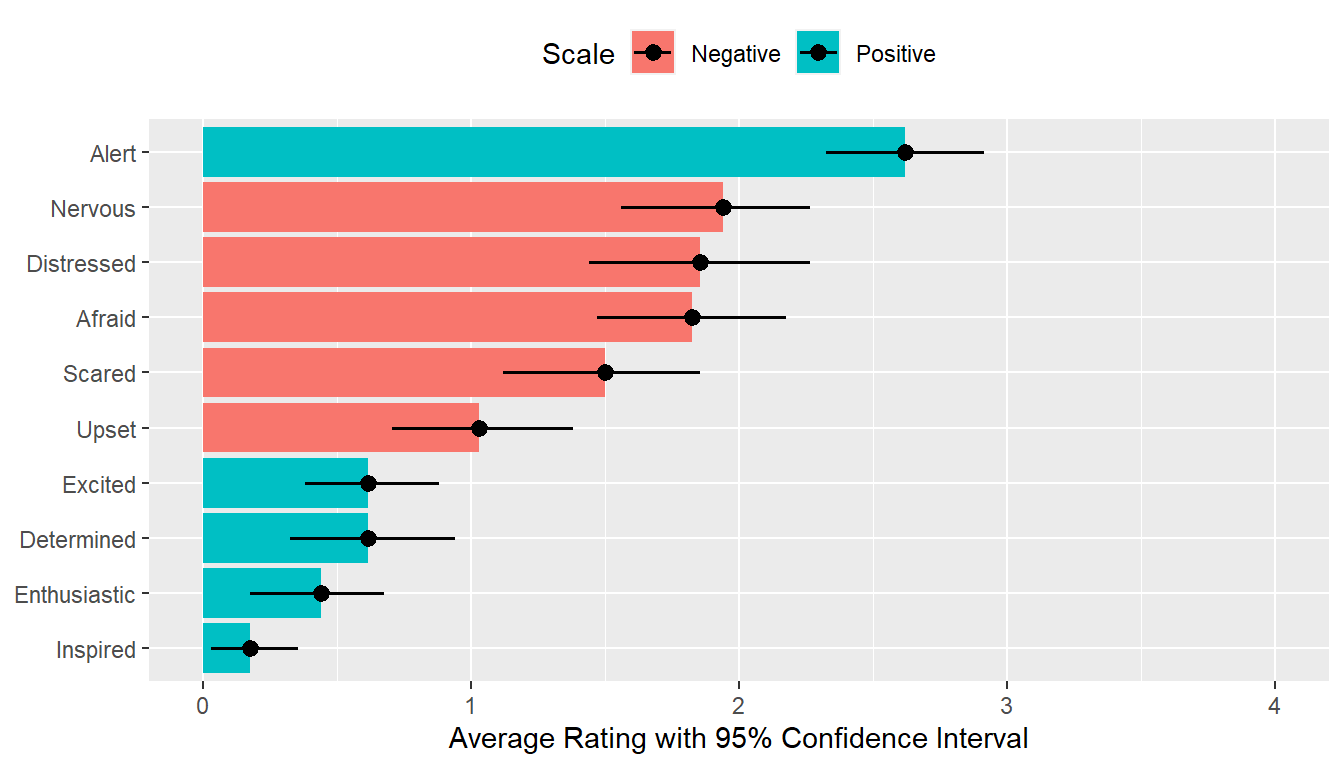 Scale Negative Positive
Alert
Nervous
Distressed
Afraid
Scared
Upset
Excited
Determined
Enthusiastic
Inspired
0 1 2 3 4
Average Rating with 95% Confidence Interval